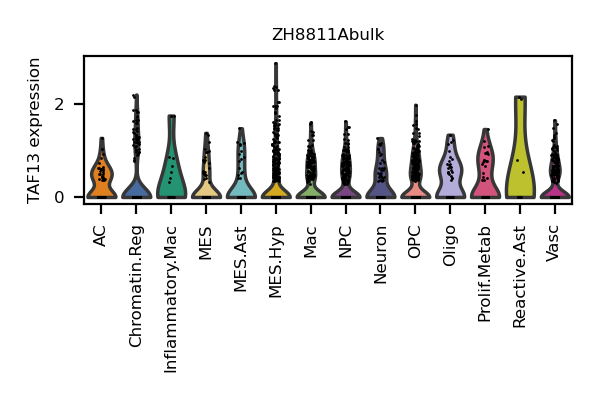 ZH8811Abulk
TAF13 expression
2
0
AC
Chromatin.Reg
Inflammatory.Mac
MES
MES.Ast
MES.Hyp
Mac
NPC
Neuron
OPC
Oligo
Prolif.Metab
Reactive.Ast
Vasc